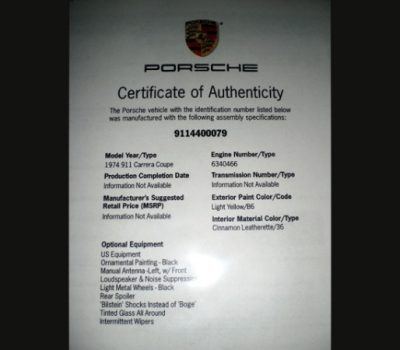 PORSCHE
Certificate of Authenticity
The Porsche vehicle with the identification number listed below
was manufactured with the following assembly specifications:
9114400079
Model Year/Type
1974 911 Carrera Coupe
Production Completion Date
Information Not Available
Manufacturer's Suggested
Retail Price (MSRP)
Information Not Available
Engine Number/Type
6340466
Transmission Number/Type
Information Not Available
Exterior Paint Color/Code
Light Yellow/B6
Interior Material Color/Type
Cinnamon Leatherette/36
Optional Equipment
US Equipment
Ornamental Painting - Black
Manual Antenna -Left, w/ Front
Loudspeaker & Noise Suppression
Light Metal Wheels - Black
Rear Spoiler
'Bilstein' Shocks Instead of 'Boge'
Tinted Glass All Around
Intermittent Wipers